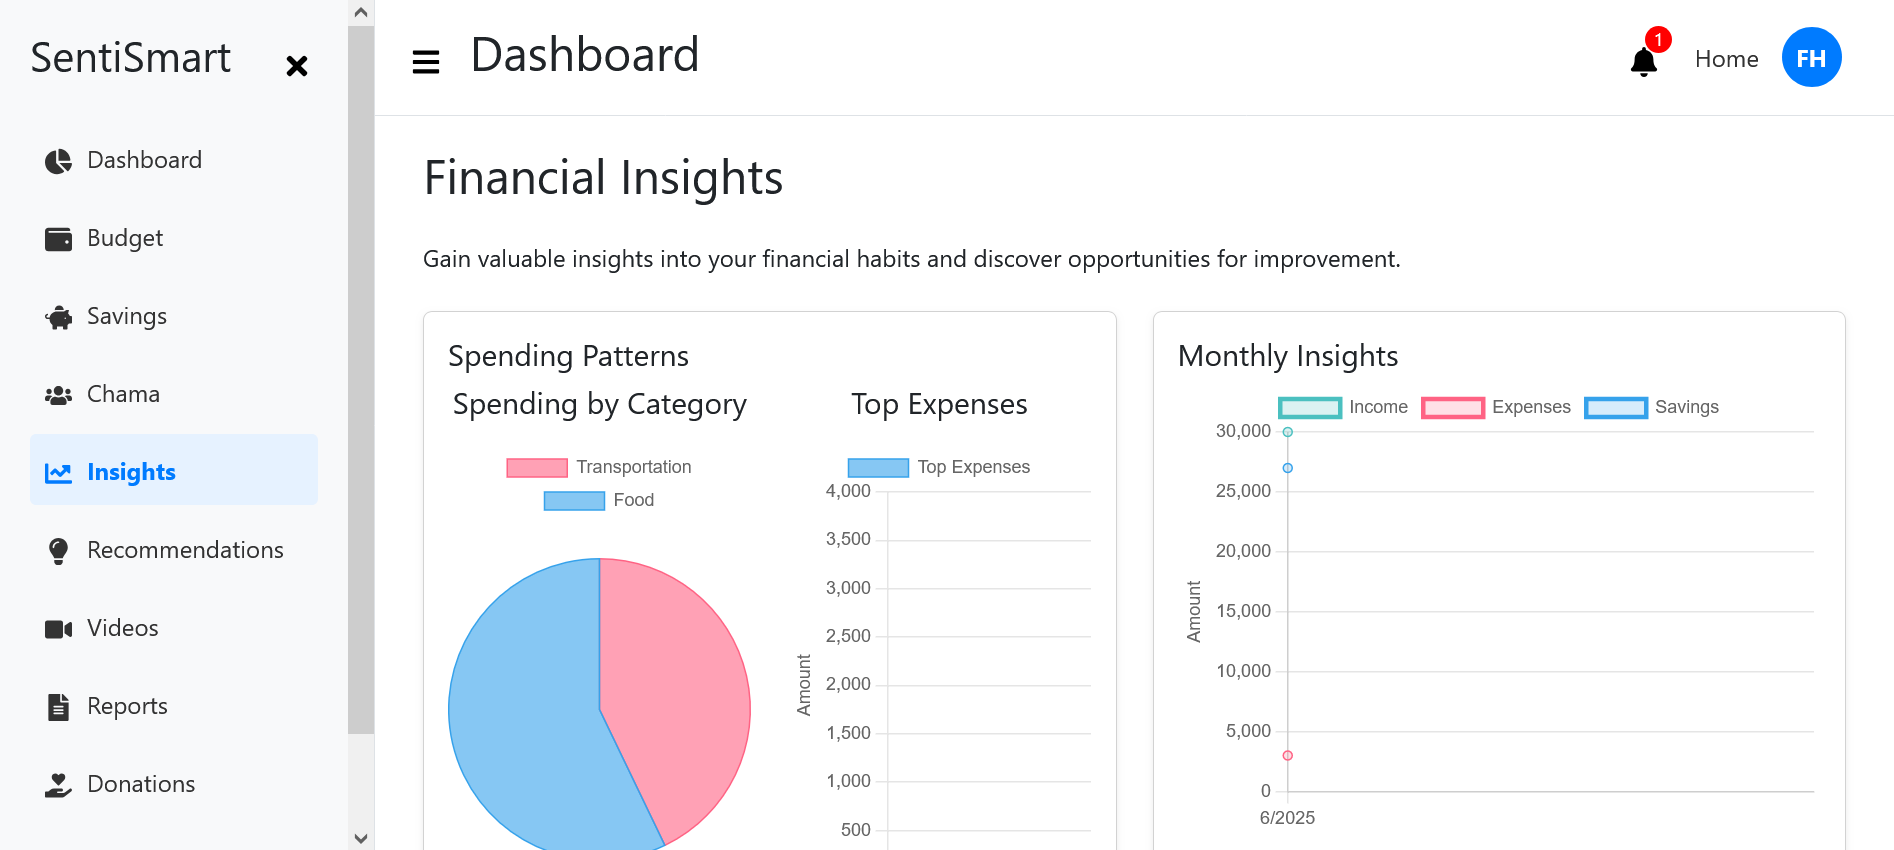 SentiSmart
Dashboard
Budget
Savings
Chama
Insights
Recommendations
Videos
Reports
Donations
Dashboard
1
Home
FH
Financial Insights
Gain valuable insights into your financial habits and discover opportunities for improvement.
Spending Patterns
Spending by Category
Transportation
Food
Top Expenses
Top Expenses
4,000
3,500
3,000
2,500
2,000
1,500
1,000
500
Amount
Monthly Insights
Income Expenses Savings
30,000
25,000
20,000
15,000
10,000
5,000
0
Amount
6/2025